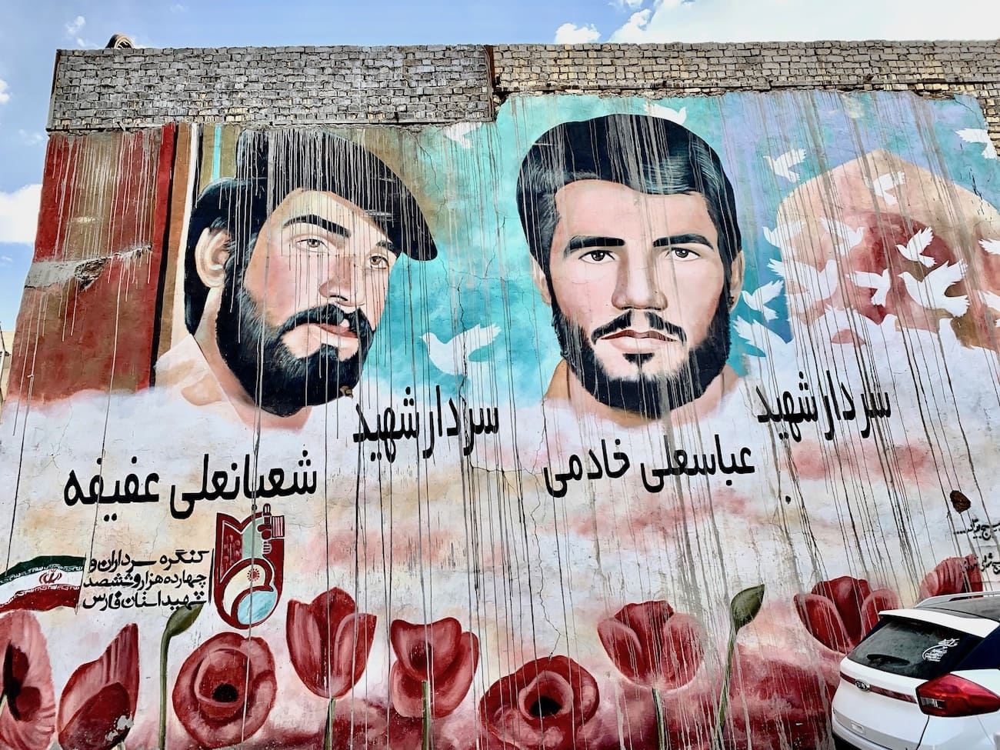 سردار شهید
شعبانعلی عفیفه
سردار شهید
عباسعلی خادمی
کنگره سرداران و
چهارده هزار و ششصد
شهید استان فارس